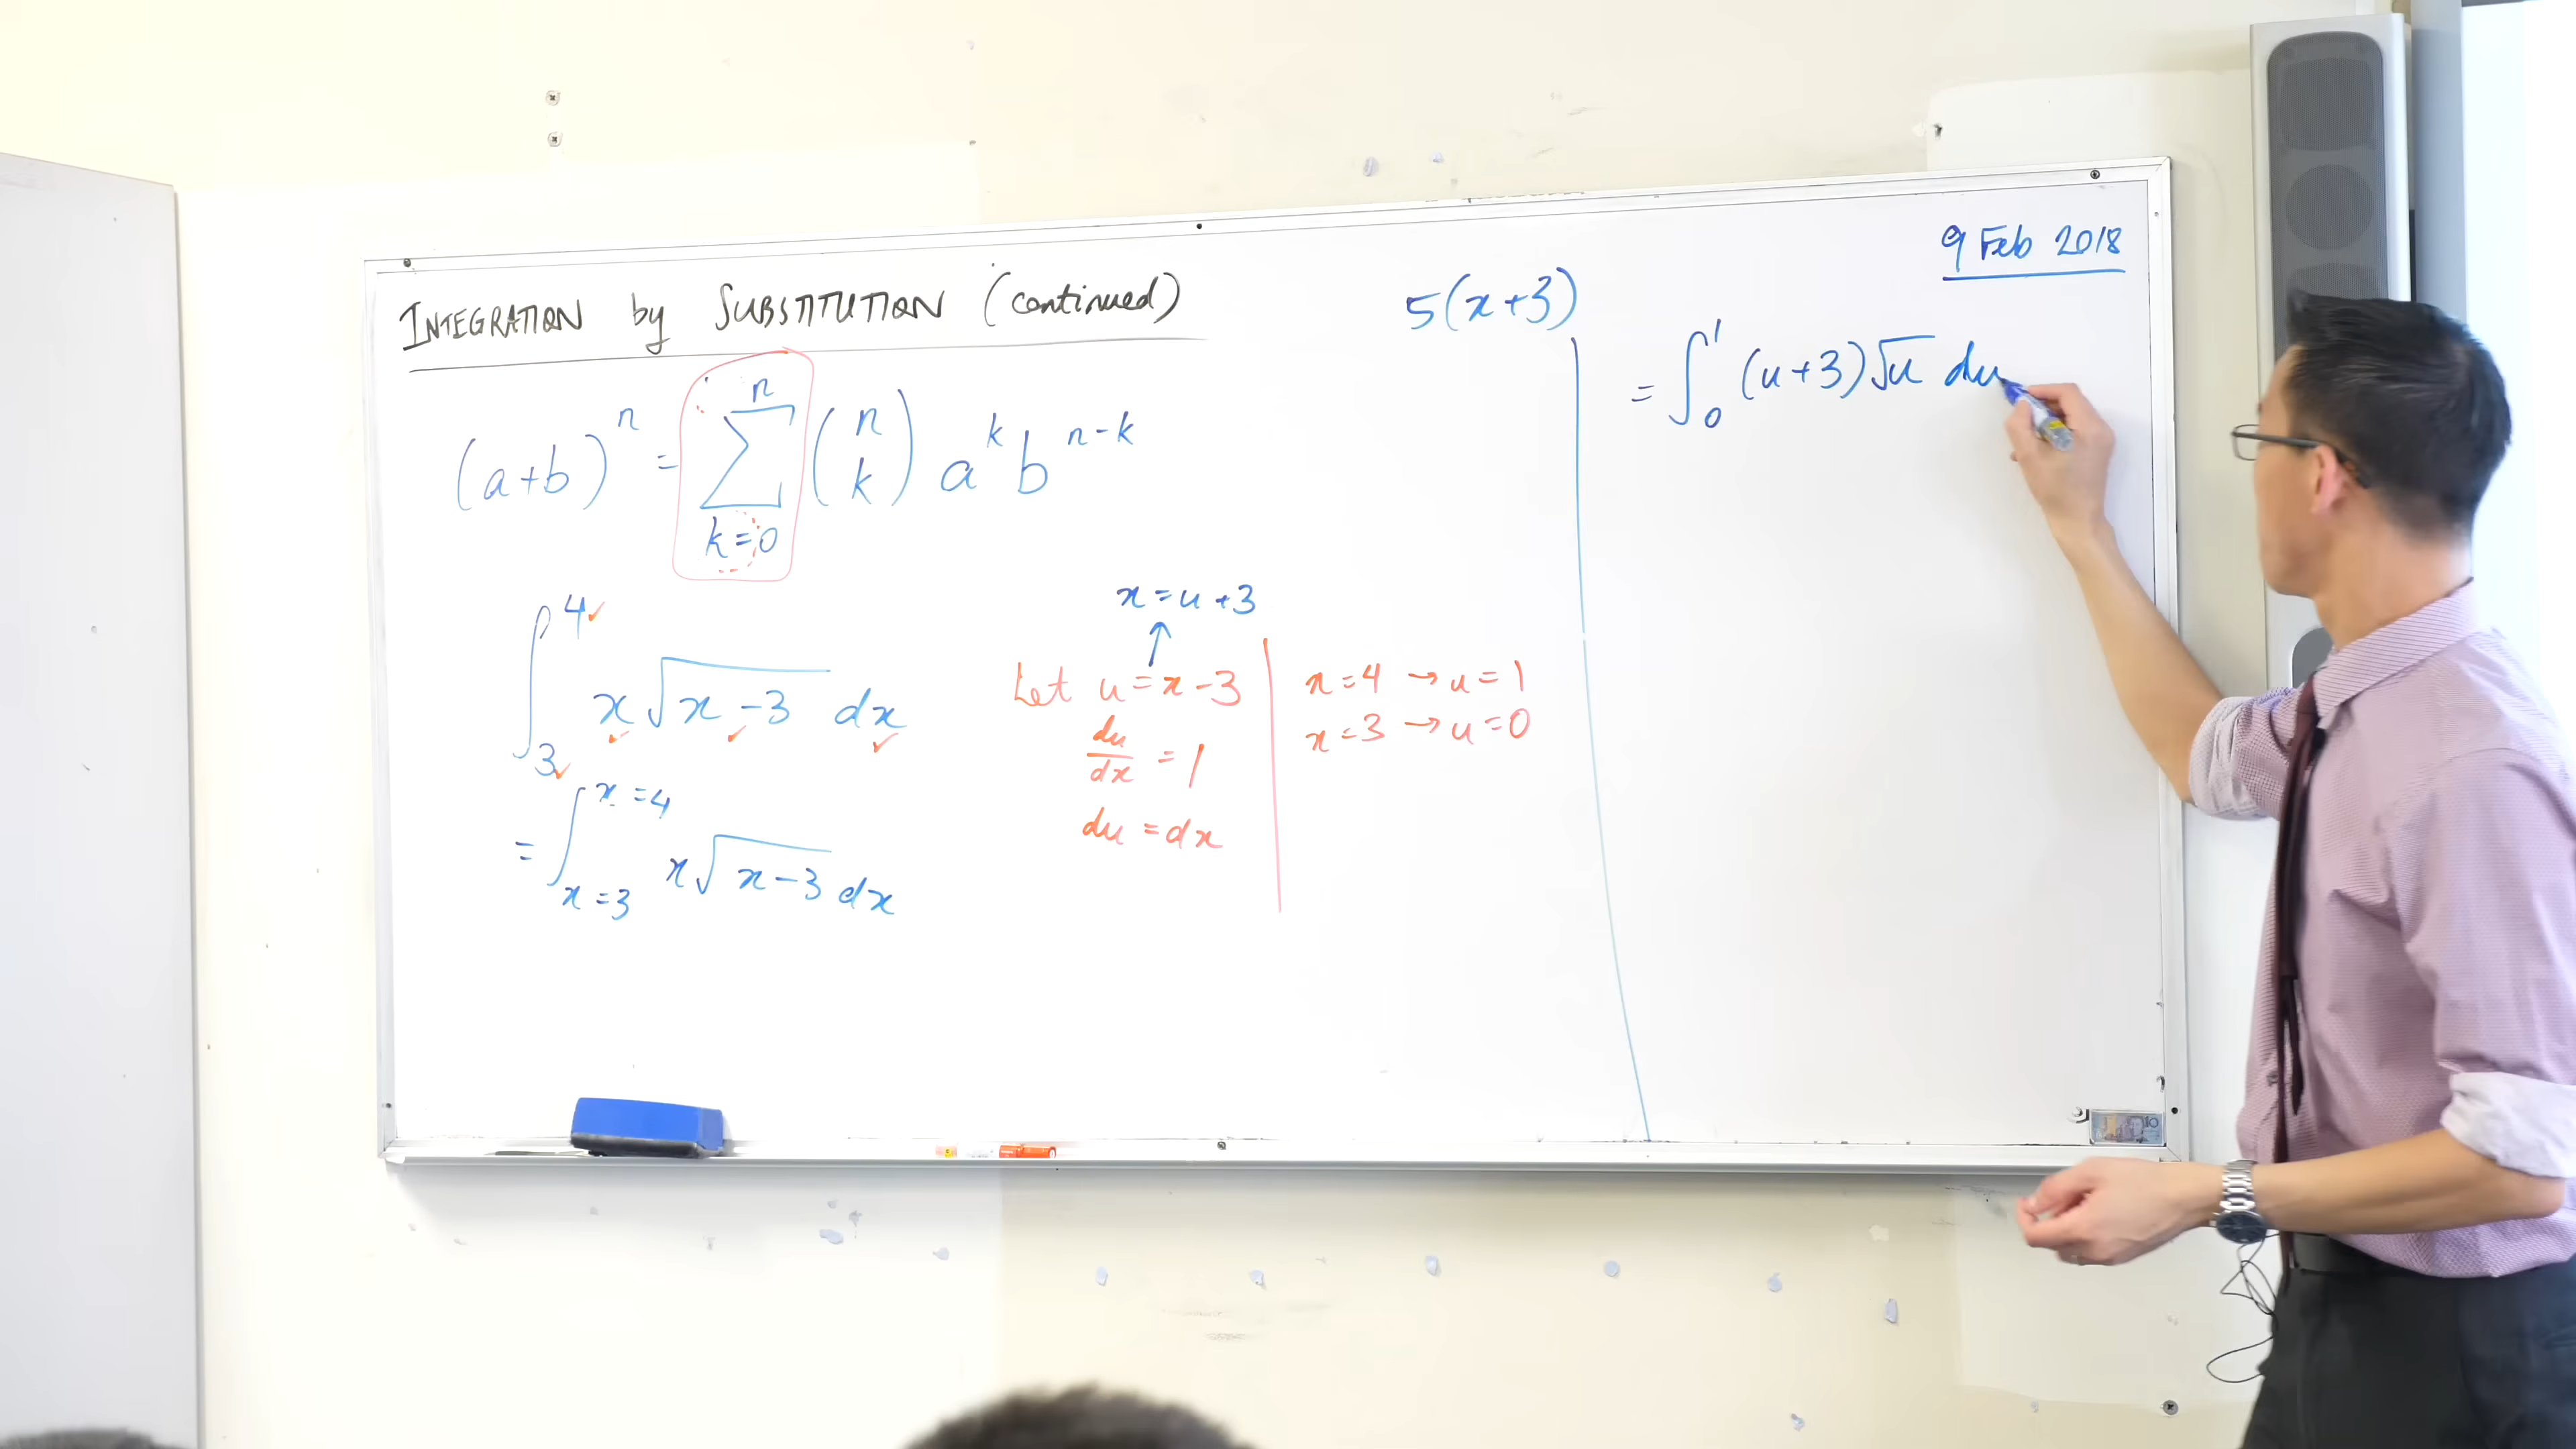 INTEGRATION by SUBSTITUTION (continued)
(a+b)^n = ∑_{k=0}^{n} (n k) a^k b^{n-k}
∫_3^4 x√(x-3) dx
= ∫_{x=3}^{x=4} x√(x-3) dx
x = u+3
↑
Let u = x-3
du/dx = 1
du = dx
x=4 → u=1
x=3 → u=0
5(x+3)
9 Feb 2018
= ∫_0^1 (u+3)√u du
10